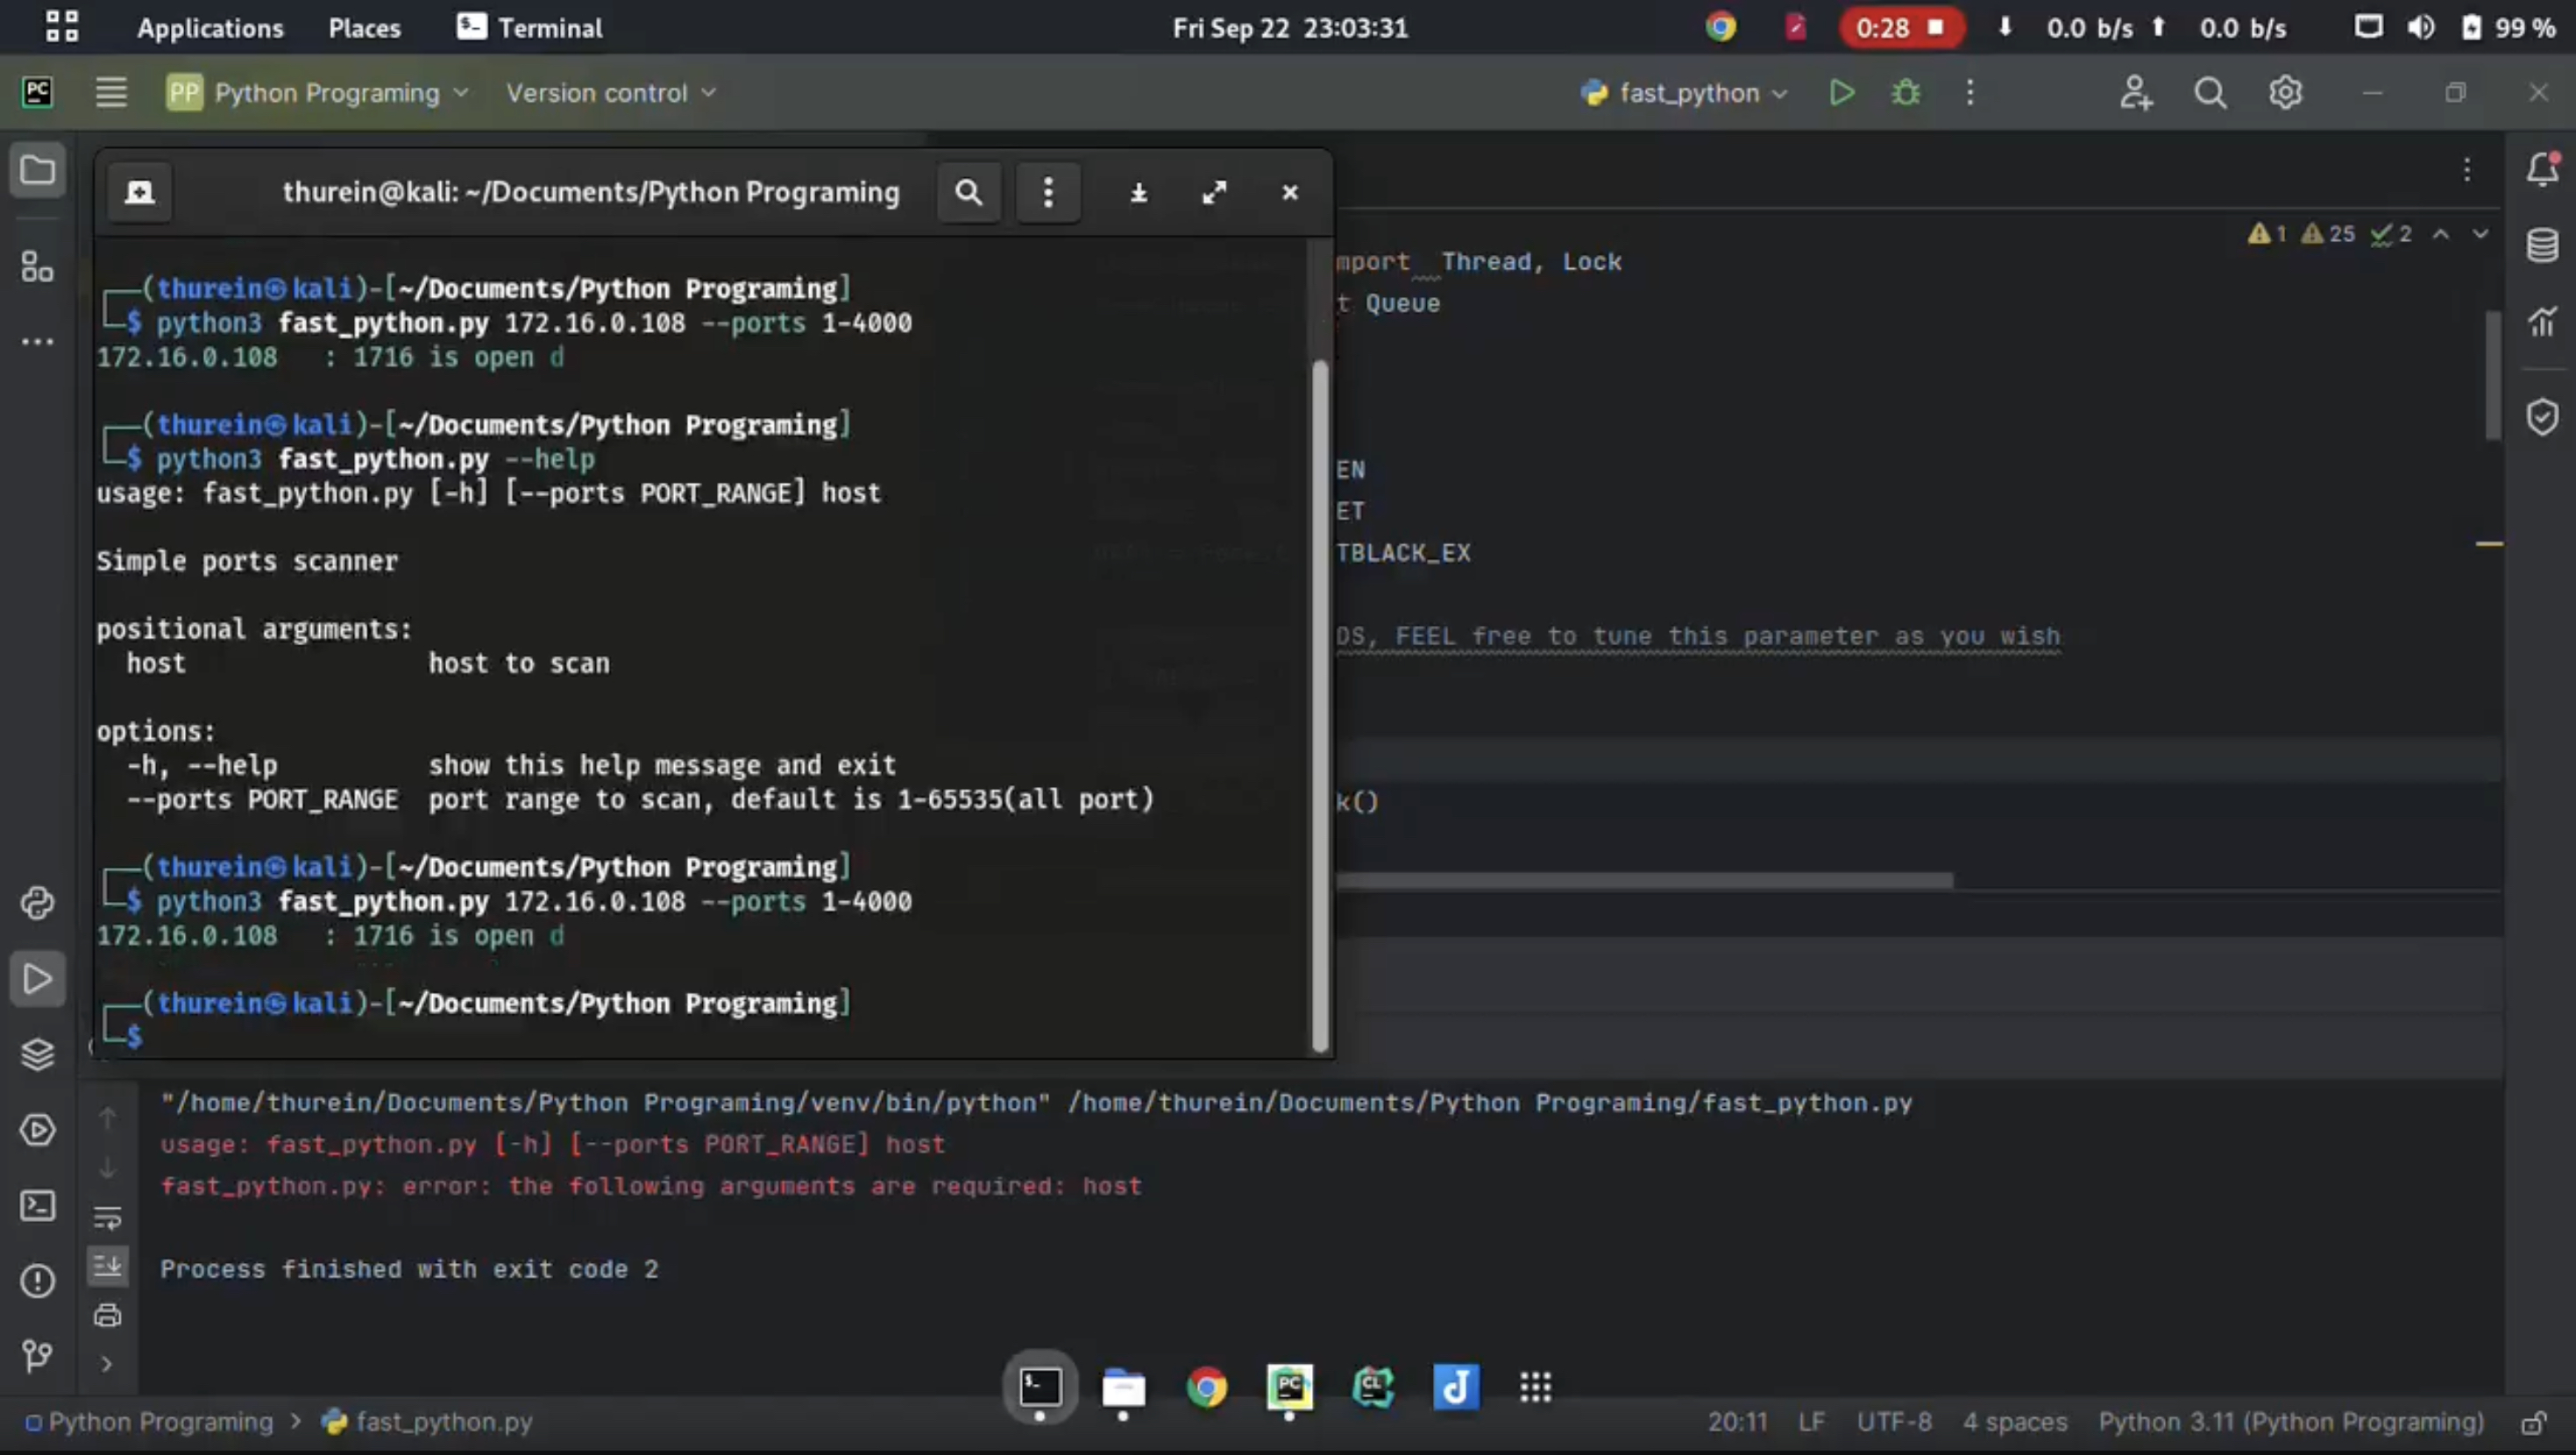 Applications Places Terminal Fri Sep 22 23:03:31 0:28 0.0 b/s 0.0 b/s 99 %
PC PP Python Programing Version control fast_python
thurein@kali: ~/Documents/Python Programing
1 25 2
mport Thread, Lock
t Queue
EN
ET
TBLACK_EX
DS, FEEL free to tune this parameter as you wish
k()
(thurein㉿kali)-[~/Documents/Python Programing]
$ python3 fast_python.py 172.16.0.108 --ports 1-4000
172.16.0.108 : 1716 is open d
(thurein㉿kali)-[~/Documents/Python Programing]
$ python3 fast_python.py --help
usage: fast_python.py [-h] [--ports PORT_RANGE] host
Simple ports scanner
positional arguments:
host host to scan
options:
-h, --help show this help message and exit
--ports PORT_RANGE port range to scan, default is 1-65535(all port)
(thurein㉿kali)-[~/Documents/Python Programing]
$ python3 fast_python.py 172.16.0.108 --ports 1-4000
172.16.0.108 : 1716 is open d
(thurein㉿kali)-[~/Documents/Python Programing]
$
"/home/thurein/Documents/Python Programing/venv/bin/python" /home/thurein/Documents/Python Programing/fast_python.py
usage: fast_python.py [-h] [--ports PORT_RANGE] host
fast_python.py: error: the following arguments are required: host
Process finished with exit code 2
$_ PC CL J
Python Programing > fast_python.py 20:11 LF UTF-8 4 spaces Python 3.11 (Python Programing)